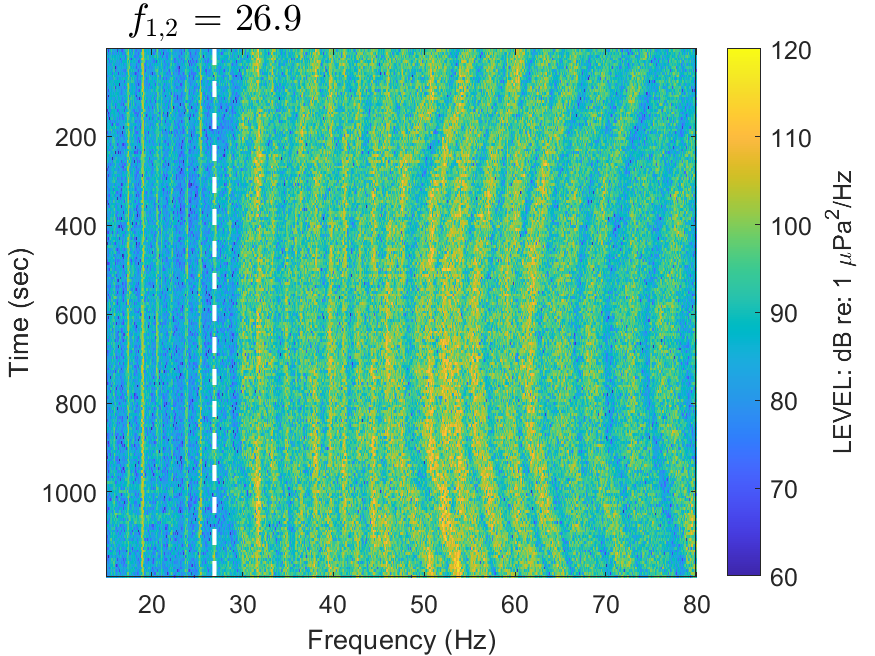 f₁,₂ = 26.9
200
400
600
800
1000
Time (sec)
20 30 40 50 60 70 80
Frequency (Hz)
120
110
100
90
80
70
60
LEVEL: dB re: 1 μPa²/Hz